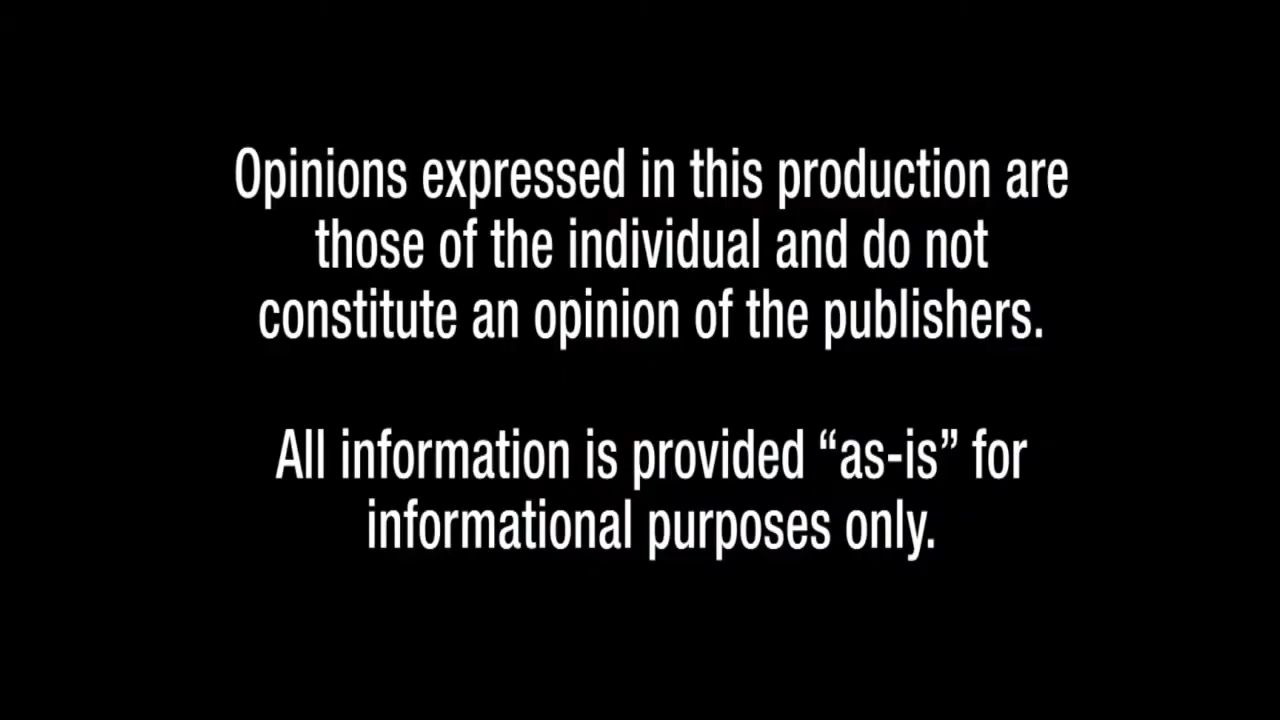 Opinions expressed in this production are
those of the individual and do not
constitute an opinion of the publishers.
All information is provided “as-is” for
informational purposes only.